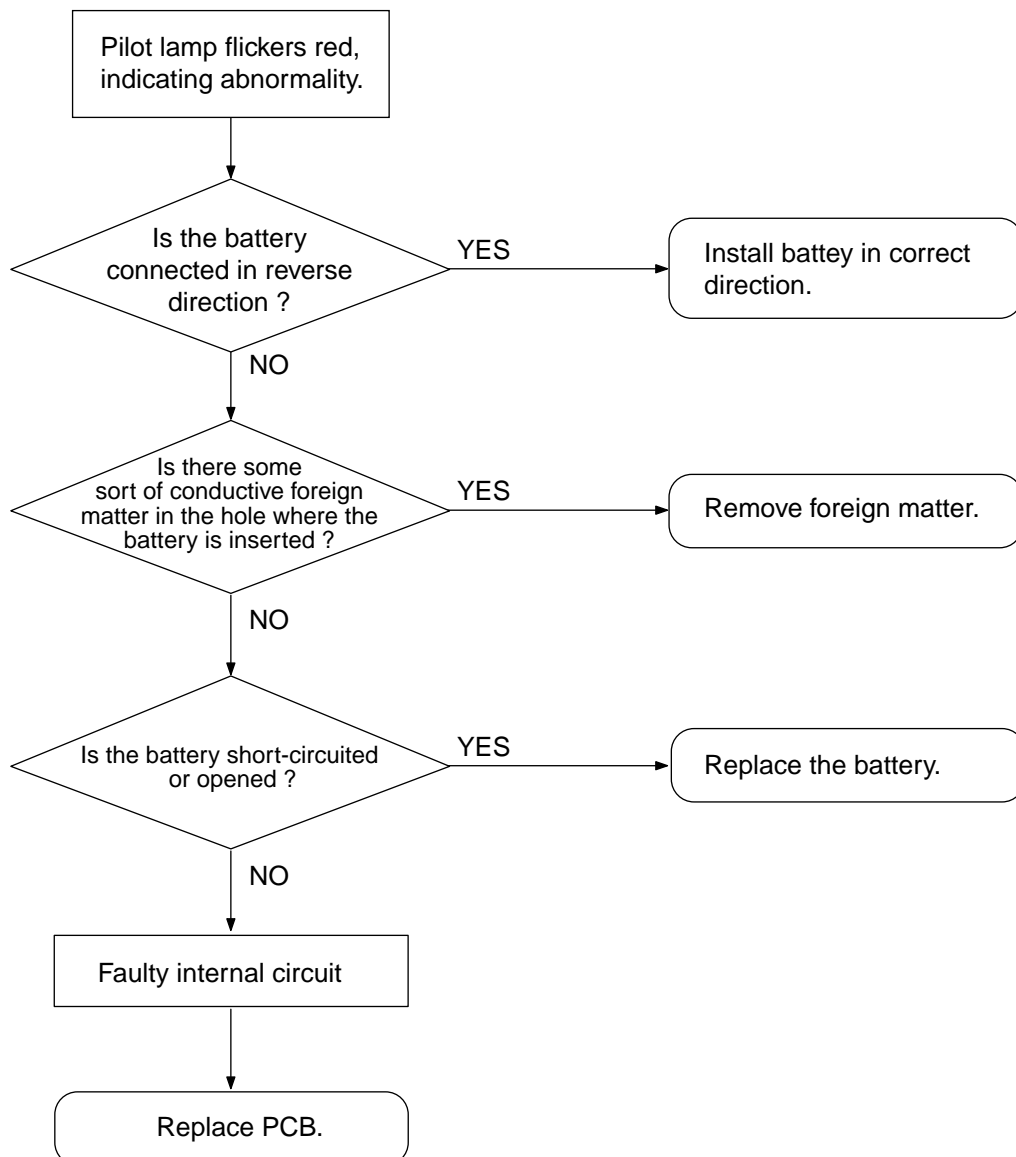 Pilot lamp flickers red,
indicating abnormality.
Is the battery
connected in reverse
direction ?
YES
Install battey in correct
direction.
NO
Is there some
sort of conductive foreign
matter in the hole where the
battery is inserted ?
YES
Remove foreign matter.
NO
Is the battery short-circuited
or opened ?
YES
Replace the battery.
NO
Faulty internal circuit
Replace PCB.